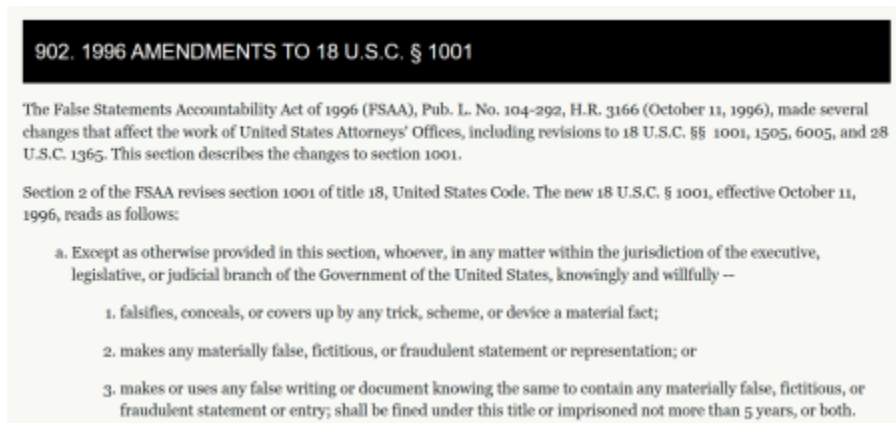 902. 1996 AMENDMENTS TO 18 U.S.C. § 1001
The False Statements Accountability Act of 1996 (FSAA), Pub. L. No. 104-292, H.R. 3166 (October 11, 1996), made several
changes that affect the work of United States Attorneys' Offices, including revisions to 18 U.S.C. §§ 1001, 1505, 6005, and 28
U.S.C. 1365. This section describes the changes to section 1001.
Section 2 of the FSAA revises section 1001 of title 18, United States Code. The new 18 U.S.C. § 1001, effective October 11,
1996, reads as follows:
a. Except as otherwise provided in this section, whoever, in any matter within the jurisdiction of the executive,
legislative, or judicial branch of the Government of the United States, knowingly and willfully --
1. falsifies, conceals, or covers up by any trick, scheme, or device a material fact;
2. makes any materially false, fictitious, or fraudulent statement or representation; or
3. makes or uses any false writing or document knowing the same to contain any materially false, fictitious, or
fraudulent statement or entry; shall be fined under this title or imprisoned not more than 5 years, or both.